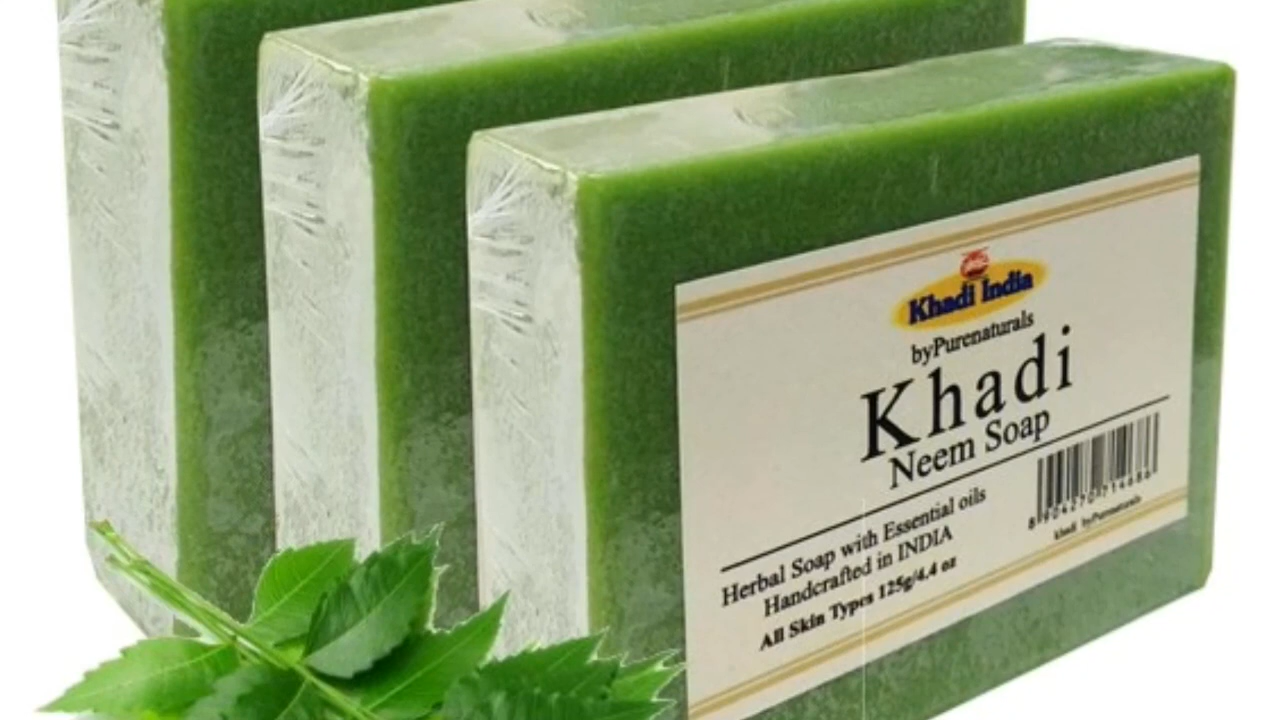 Khadi India
byPurenaturals
Khadi
Neem Soap
Herbal Soap with Essential oils
Handcrafted in INDIA
All Skin Types 125g/4.4 oz
khadi byPurenaturals